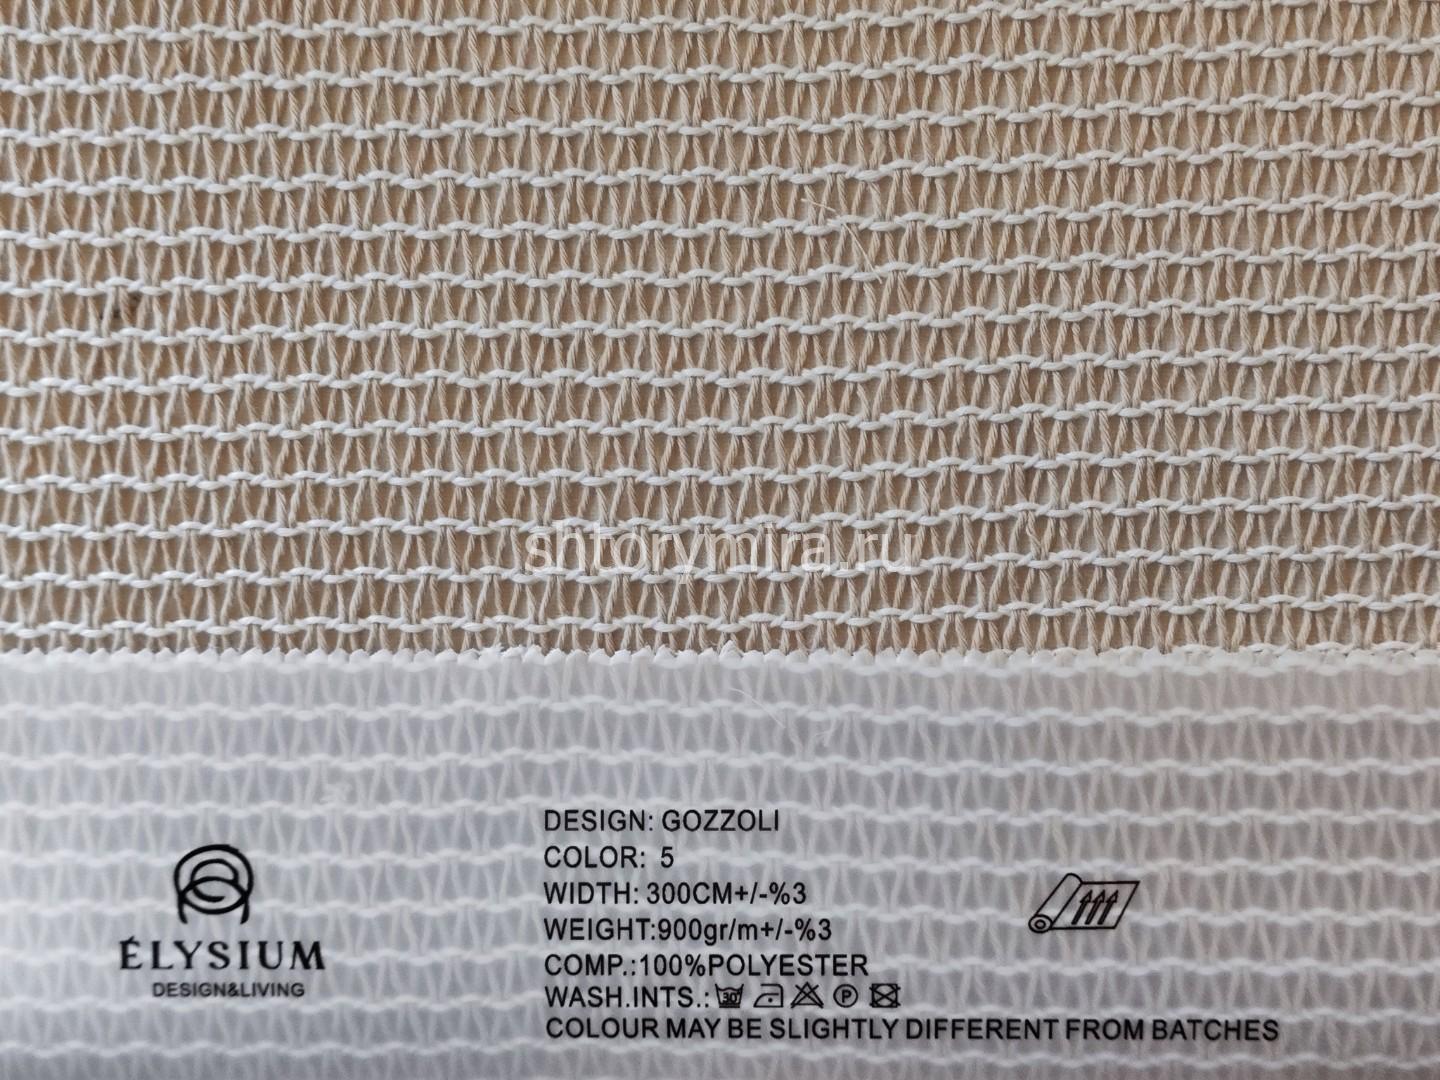 shtorymira.ru
ÉLYSIUM
DESIGN&LIVING
DESIGN: GOZZOLI
COLOR: 5
WIDTH: 300CM+/-%3
WEIGHT:900gr/m+/-%3
COMP.:100%POLYESTER
WASH.INTS.: 30° P
COLOUR MAY BE SLIGHTLY DIFFERENT FROM BATCHES